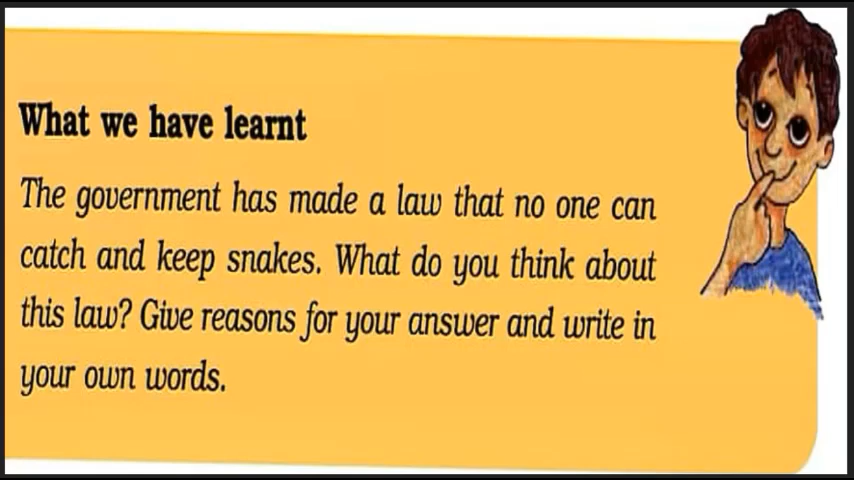 What we have learnt
The government has made a law that no one can
catch and keep snakes. What do you think about
this law? Give reasons for your answer and write in
your own words.